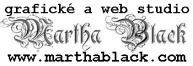 grafické a web studio
Martha Black
www.marthablack.com